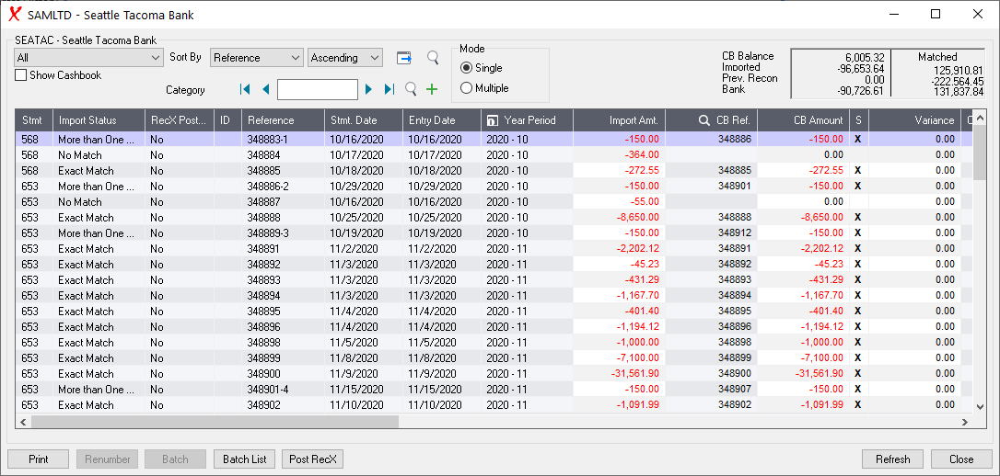 SAMLTD - Seattle Tacoma Bank
SEATAC - Seattle Tacoma Bank
All Sort By Reference Ascending
Show Cashbook
Category
Mode
Single
Multiple
CB Balance 6,005.32 Matched
Imported -96,653.64 125,910.81
Prev. Recon 0.00 -222,564.45
Bank -90,726.61 131,837.84
Stmt Import Status RecX Post... ID Reference Stmt. Date Entry Date Year Period Import Amt. CB Ref. CB Amount S Variance C
568 More than One ... No 348883-1 10/16/2020 10/16/2020 2020 - 10 -150.00 348886 -150.00 X 0.00
568 No Match No 348884 10/17/2020 10/17/2020 2020 - 10 -364.00 0.00 0.00
568 Exact Match No 348885 10/18/2020 10/18/2020 2020 - 10 -272.55 348885 -272.55 X 0.00
653 More than One ... No 348886-2 10/29/2020 10/29/2020 2020 - 10 -150.00 348901 -150.00 X 0.00
653 No Match No 348887 10/16/2020 10/16/2020 2020 - 10 -55.00 0.00 0.00
653 Exact Match No 348888 10/25/2020 10/25/2020 2020 - 10 -8,650.00 348888 -8,650.00 X 0.00
653 More than One ... No 348889-3 10/19/2020 10/19/2020 2020 - 10 -150.00 348912 -150.00 X 0.00
653 Exact Match No 348891 11/2/2020 11/2/2020 2020 - 11 -2,202.12 348891 -2,202.12 X 0.00
653 Exact Match No 348892 11/3/2020 11/3/2020 2020 - 11 -45.23 348892 -45.23 X 0.00
653 Exact Match No 348893 11/3/2020 11/3/2020 2020 - 11 -431.29 348893 -431.29 X 0.00
653 Exact Match No 348894 11/3/2020 11/3/2020 2020 - 11 -1,167.70 348894 -1,167.70 X 0.00
653 Exact Match No 348895 11/4/2020 11/4/2020 2020 - 11 -401.40 348895 -401.40 X 0.00
653 Exact Match No 348896 11/4/2020 11/4/2020 2020 - 11 -1,194.12 348896 -1,194.12 X 0.00
653 Exact Match No 348898 11/5/2020 11/5/2020 2020 - 11 -1,000.00 348898 -1,000.00 X 0.00
653 Exact Match No 348899 11/8/2020 11/8/2020 2020 - 11 -7,100.00 348899 -7,100.00 X 0.00
653 Exact Match No 348900 11/9/2020 11/9/2020 2020 - 11 -31,561.90 348900 -31,561.90 X 0.00
653 More than One ... No 348901-4 11/15/2020 11/15/2020 2020 - 11 -150.00 348907 -150.00 X 0.00
653 Exact Match No 348902 11/10/2020 11/10/2020 2020 - 11 -1,091.99 348902 -1,091.99 X 0.00
Print Renumber Batch Batch List Post RecX Refresh Close